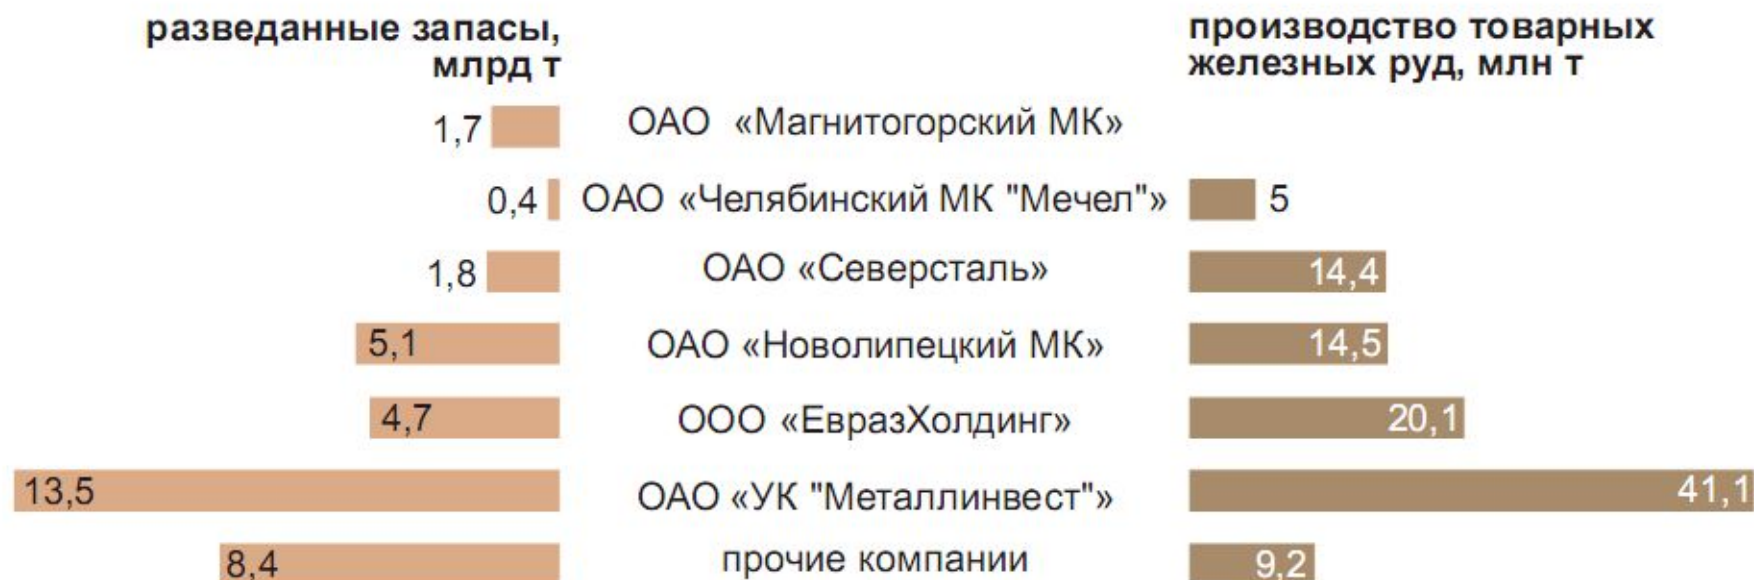 разведанные запасы,
млрд т
производство товарных
железных руд, млн т
1,7 ОАО «Магнитогорский МК»
0,4 ОАО «Челябинский МК "Мечел"» 5
1,8 ОАО «Северсталь» 14,4
5,1 ОАО «Новолипецкий МК» 14,5
4,7 ООО «ЕвразХолдинг» 20,1
13,5 ОАО «УК "Металлинвест"» 41,1
8,4 прочие компании 9,2